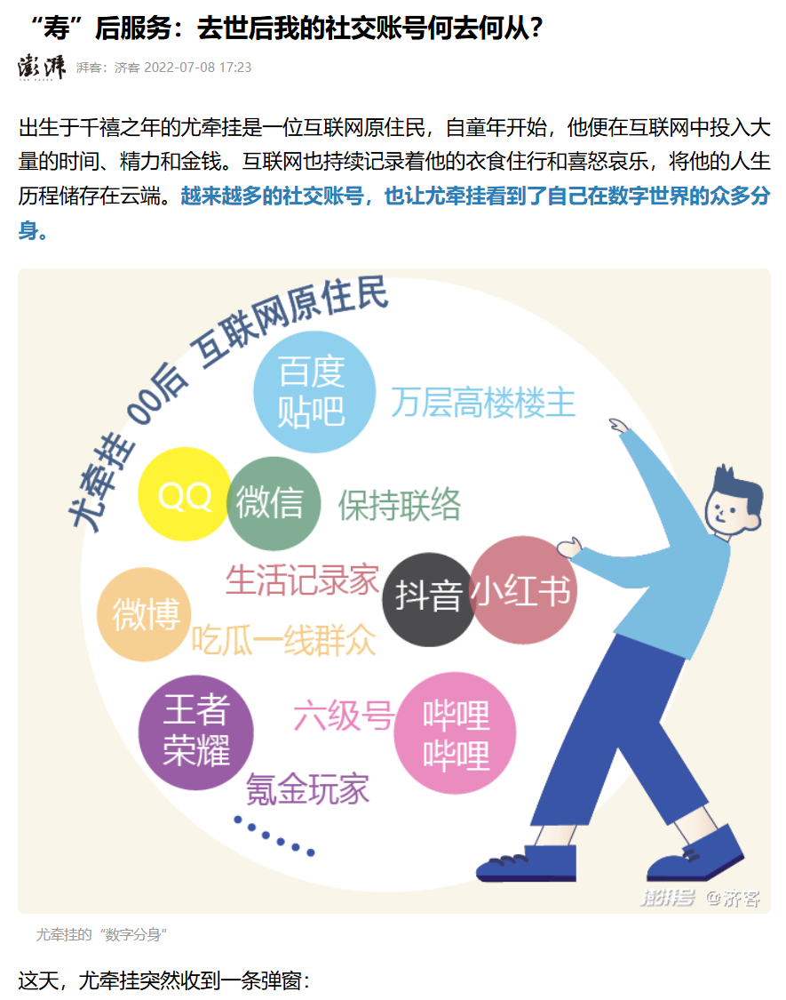 “寿”后服务：去世后我的社交账号何去何从？
澎湃 湃客：济客 2022-07-08 17:23
THE PAPER
出生于千禧之年的尤牵挂是一位互联网原住民，自童年开始，他便在互联网中投入大
量的时间、精力和金钱。互联网也持续记录着他的衣食住行和喜怒哀乐，将他的人生
历程储存在云端。越来越多的社交账号，也让尤牵挂看到了自己在数字世界的众多分
身。
尤牵挂 00后 互联网原住民
百度
贴吧
万层高楼楼主
QQ
微信
保持联络
生活记录家
抖音
小红书
微博
吃瓜一线群众
王者
荣耀
六级号
哔哩
哔哩
氪金玩家
澎湃号 @济客
尤牵挂的“数字分身”
这天，尤牵挂突然收到一条弹窗：